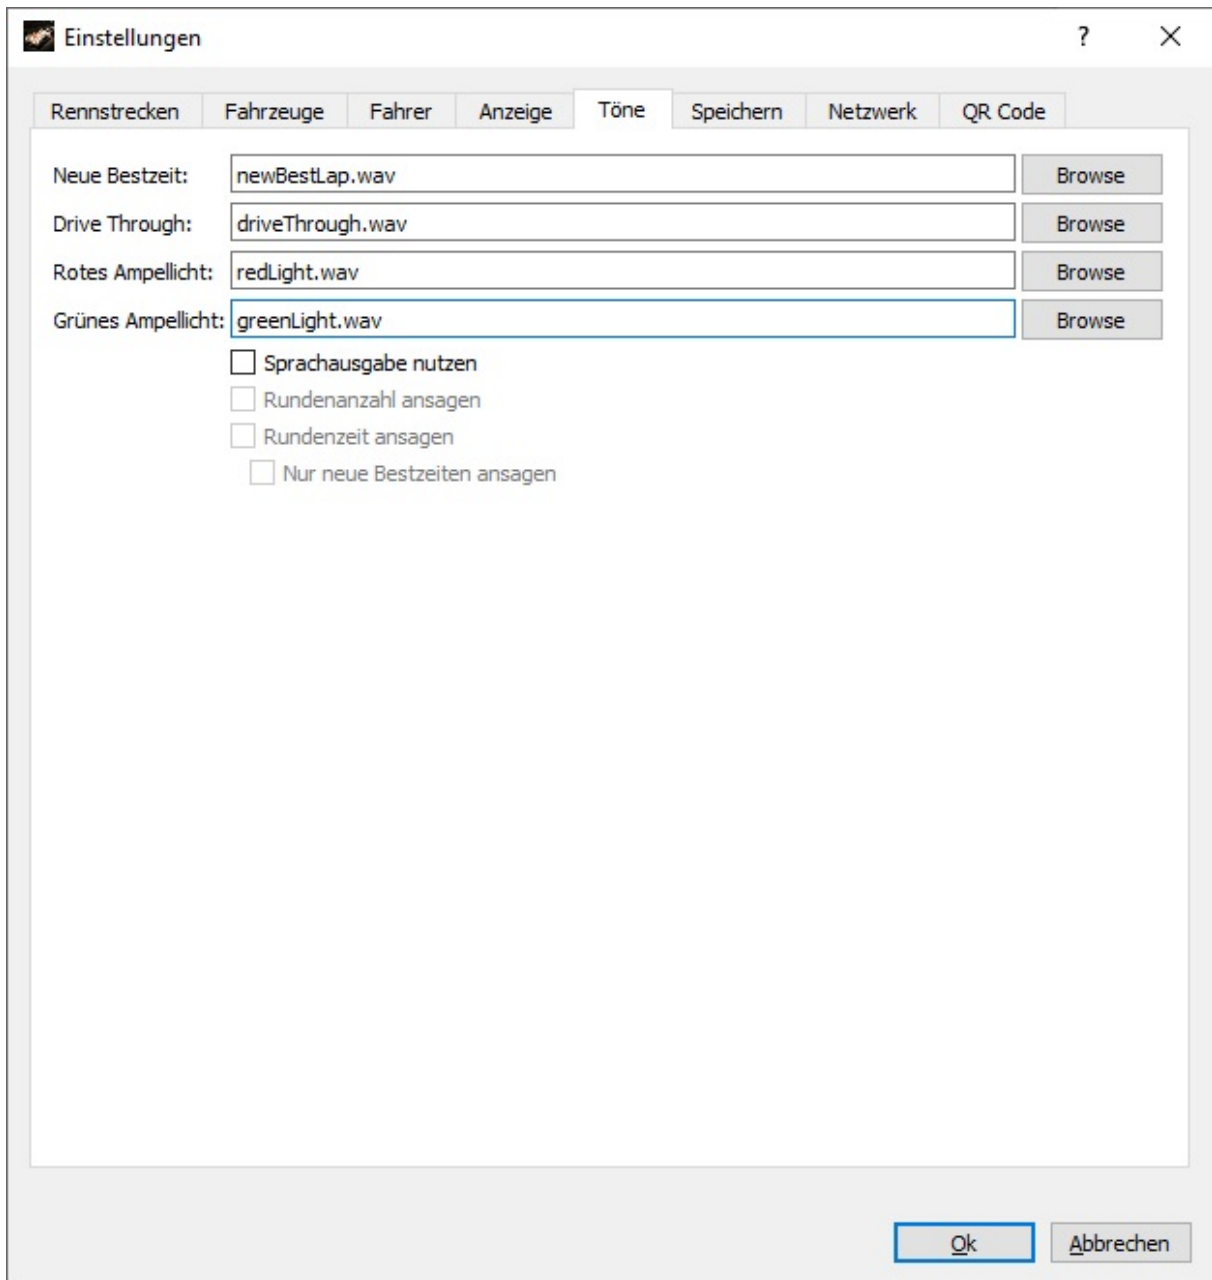 Einstellungen ?
Rennstrecken Fahrzeuge Fahrer Anzeige Töne Speichern Netzwerk QR Code
Neue Bestzeit: newBestLap.wav Browse
Drive Through: driveThrough.wav Browse
Rotes Ampellicht: redLight.wav Browse
Grünes Ampellicht: greenLight.wav Browse
Sprachausgabe nutzen
Rundenanzahl ansagen
Rundenzeit ansagen
Nur neue Bestzeiten ansagen
Ok Abbrechen